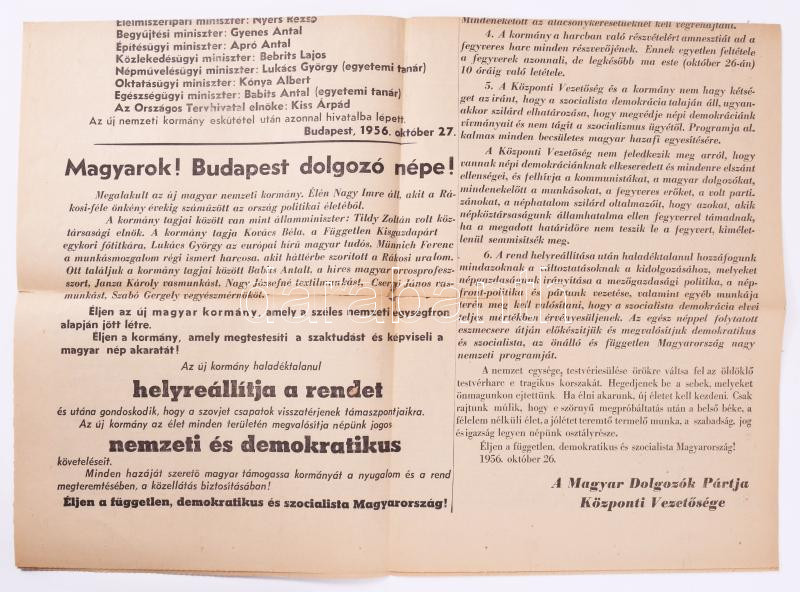 Élelmiszeripari miniszter: Nyers Rezső
Begyűjtési miniszter: Gyenes Antal
Építésügyi miniszter: Apró Antal
Közlekedésügyi miniszter: Bebrits Lajos
Népművelésügyi miniszter: Lukács György (egyetemi tanár)
Oktatásügyi miniszter: Kónya Albert
Egészségügyi miniszter: Babits Antal (egyetemi tanár)
Az Országos Tervhivatal elnöke: Kiss Árpád
Az új nemzeti kormány eskütétel után azonnal hivatalba lépett.
Budapest, 1956. október 27.
Magyarok! Budapest dolgozó népe!
Megalakult az új magyar nemzeti kormány. Élén Nagy Imre áll, akit a Rá-
kosi-féle önkény évekig száműzött az ország politikai életéből.
A kormány tagjai között van mint államminiszter: Tildy Zoltán volt köz-
társasági elnök. A kormány tagja Kovács Béla, a Független Kisgazdapárt
egykori főtitkára, Lukács György az európai hírű magyar tudós, Münnich Ferenc
a munkásmozgalom régi ismert harcosa, akit háttérbe szorított a Rákosi uralom.
Ott találjuk a kormány tagjai között Babits Antalt, a híres magyar orvosprofesz-
szort, Janza Károly vasmunkást, Nagy Józsefné textilmunkást, Csergő János vas-
munkást, Szabó Gergely vegyészmérnököt.
Éljen az új magyar kormány, amely a széles nemzeti egységfron
alapján jött létre.
Éljen a kormány, amely megtestesíti a szaktudást és képviseli a
magyar nép akaratát!
Az új kormány haladéktalanul
helyreállítja a rendet
és utána gondoskodik, hogy a szovjet csapatok visszatérjenek támaszpontjaikra.
Az új kormány az élet minden területén megvalósítja népünk jogos
nemzeti és demokratikus
követeléseit.
Minden hazáját szerető magyar támogassa kormányát a nyugalom és a rend
megteremtésében, a közellátás biztosításában!
Éljen a független, demokratikus és szocialista Magyarország!
Mindenekelőtt az alacsonykeresetűeknél kell végrehajtani.
4. A kormány a harcban való részvételért amnesztiát ad a
fegyveres harc minden részvevőjének. Ennek egyetlen feltétele
a fegyverek azonnali, de legkésőbb ma este (október 26-án)
10 óráig való letétele.
5. A Központi Vezetőség és a kormány nem hagy kétsé-
get az iránt, hogy a szocialista demokrácia talaján áll, ugyan-
akkor szilárd elhatározása, hogy megvédje népi demokráciánk
vívmányait és nem tágít a szocializmus ügyétől. Programja al-
kalmas minden becsületes magyar hazafi egyesítésére.
A Központi Vezetőség nem feledkezik meg arról, hogy
vannak népi demokráciánknak elkeseredett és mindenre elszánt
ellenségei, és felhívja a kommunistákat, a magyar dolgozókat,
mindenekelőtt a munkásokat, a fegyveres erőket, a volt parti-
zánokat, a néphatalom szilárd oltalmazóit, hogy azokat, akik
népköztársaságunk államhatalma ellen fegyverrel támadnak,
ha a megadott határidőre nem teszik le a fegyvert, kímélet-
lenül semmisítsék meg.
6. A rend helyreállítása után haladéktalanul hozzáfogunk
mindazoknak a változtatásoknak a kidolgozásához, melyeket
népgazdaságunk irányítása a mezőgazdasági politika, a nép-
front-politika és pártunk vezetése, valamint egyéb munkája
terén meg kell valósítani, hogy a szocialista demokrácia elvei
teljes mértékben érvényesüljenek. Az egész néppel folytatott
eszmecsere útján előkészítjük és megvalósítjuk demokratikus
és szocialista, az önálló és független Magyarország nagy
nemzeti programját.
A nemzet egysége, testvériesülése örökre váltsa fel az öldöklő
testvérharc e tragikus korszakát. Hegedjenek be a sebek, melyeket
önmagunkon ejtettünk. Ha élni akarunk, új életet kell kezdeni. Csak
rajtunk múlik, hogy e szörnyű megpróbáltatás után a belső béke, a
félelem nélküli élet, a jólétet teremtő termelő munka, a szabadság, jog
és igazság legyen népünk osztályrésze.
Éljen a független, demokratikus és szocialista Magyarország!
1956. október 26.
A Magyar Dolgozók Pártja
Központi Vezetősége
darabanth